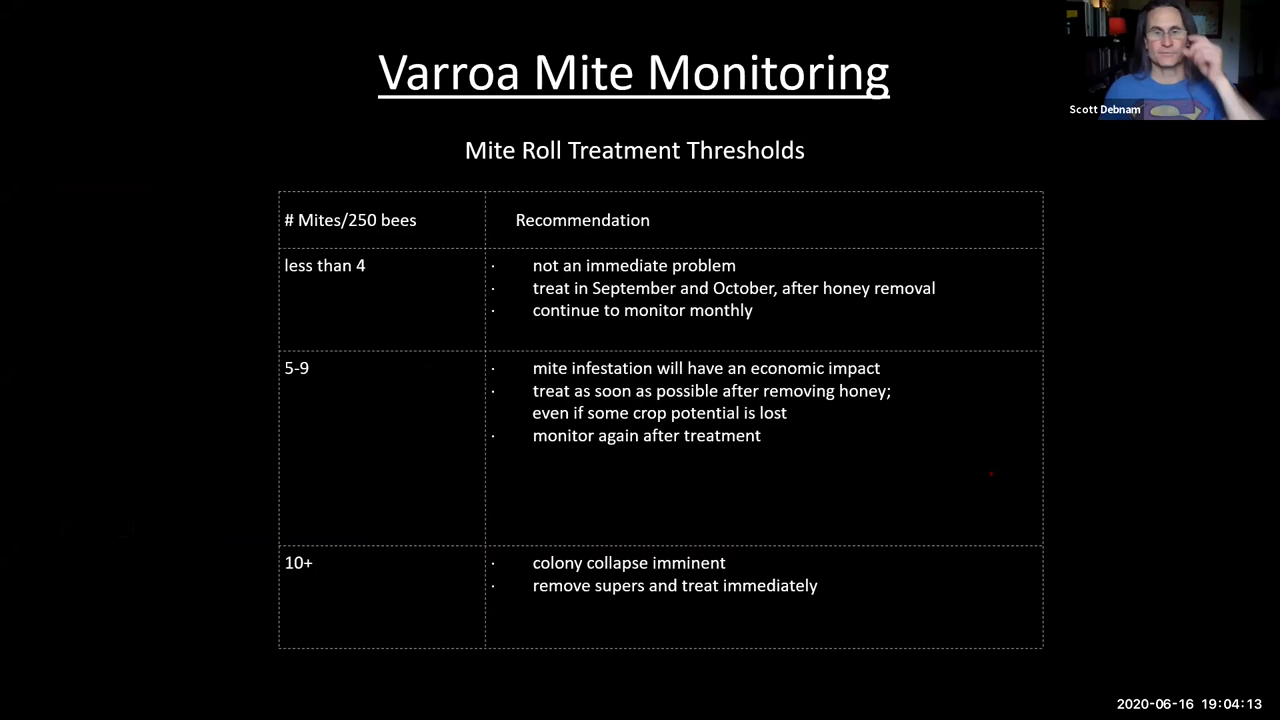 Varroa Mite Monitoring
Scott Debnam
Mite Roll Treatment Thresholds
# Mites/250 bees
Recommendation
less than 4
· not an immediate problem
· treat in September and October, after honey removal
· continue to monitor monthly
5-9
· mite infestation will have an economic impact
· treat as soon as possible after removing honey;
even if some crop potential is lost
· monitor again after treatment
10+
· colony collapse imminent
· remove supers and treat immediately
2020-06-16 19:04:13